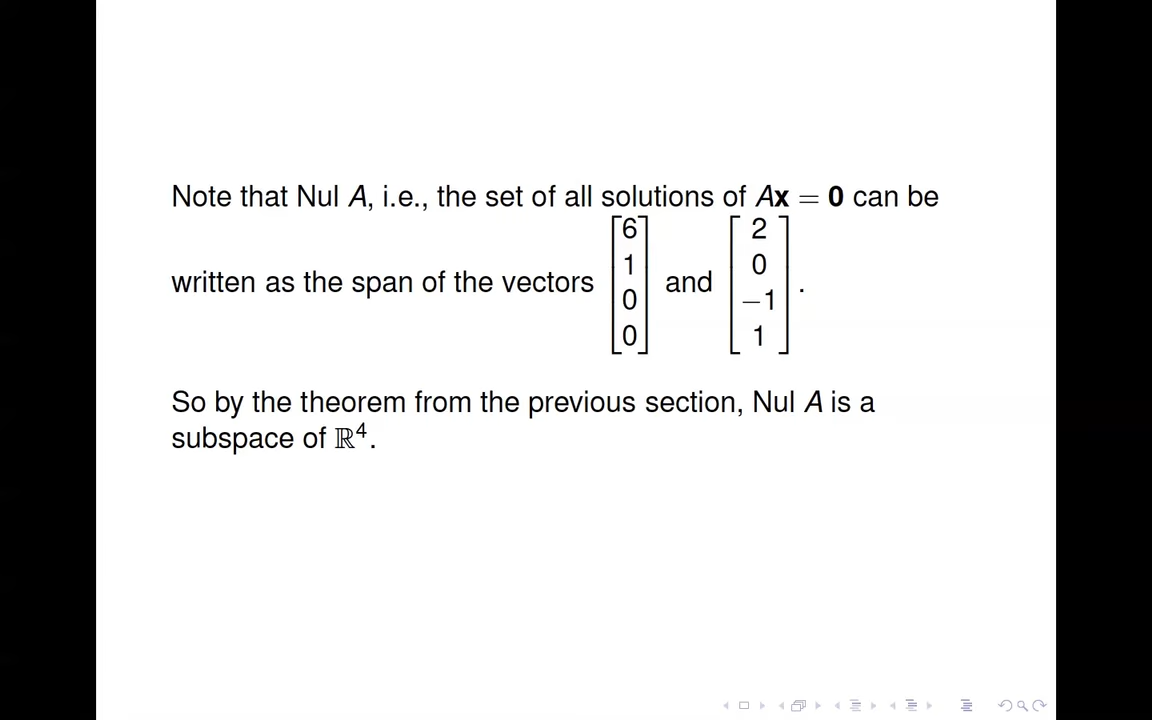 Note that Nul A, i.e., the set of all solutions of Ax = 0 can be
written as the span of the vectors [6 1 0 0] and [2 0 −1 1].
So by the theorem from the previous section, Nul A is a
subspace of ℝ⁴.